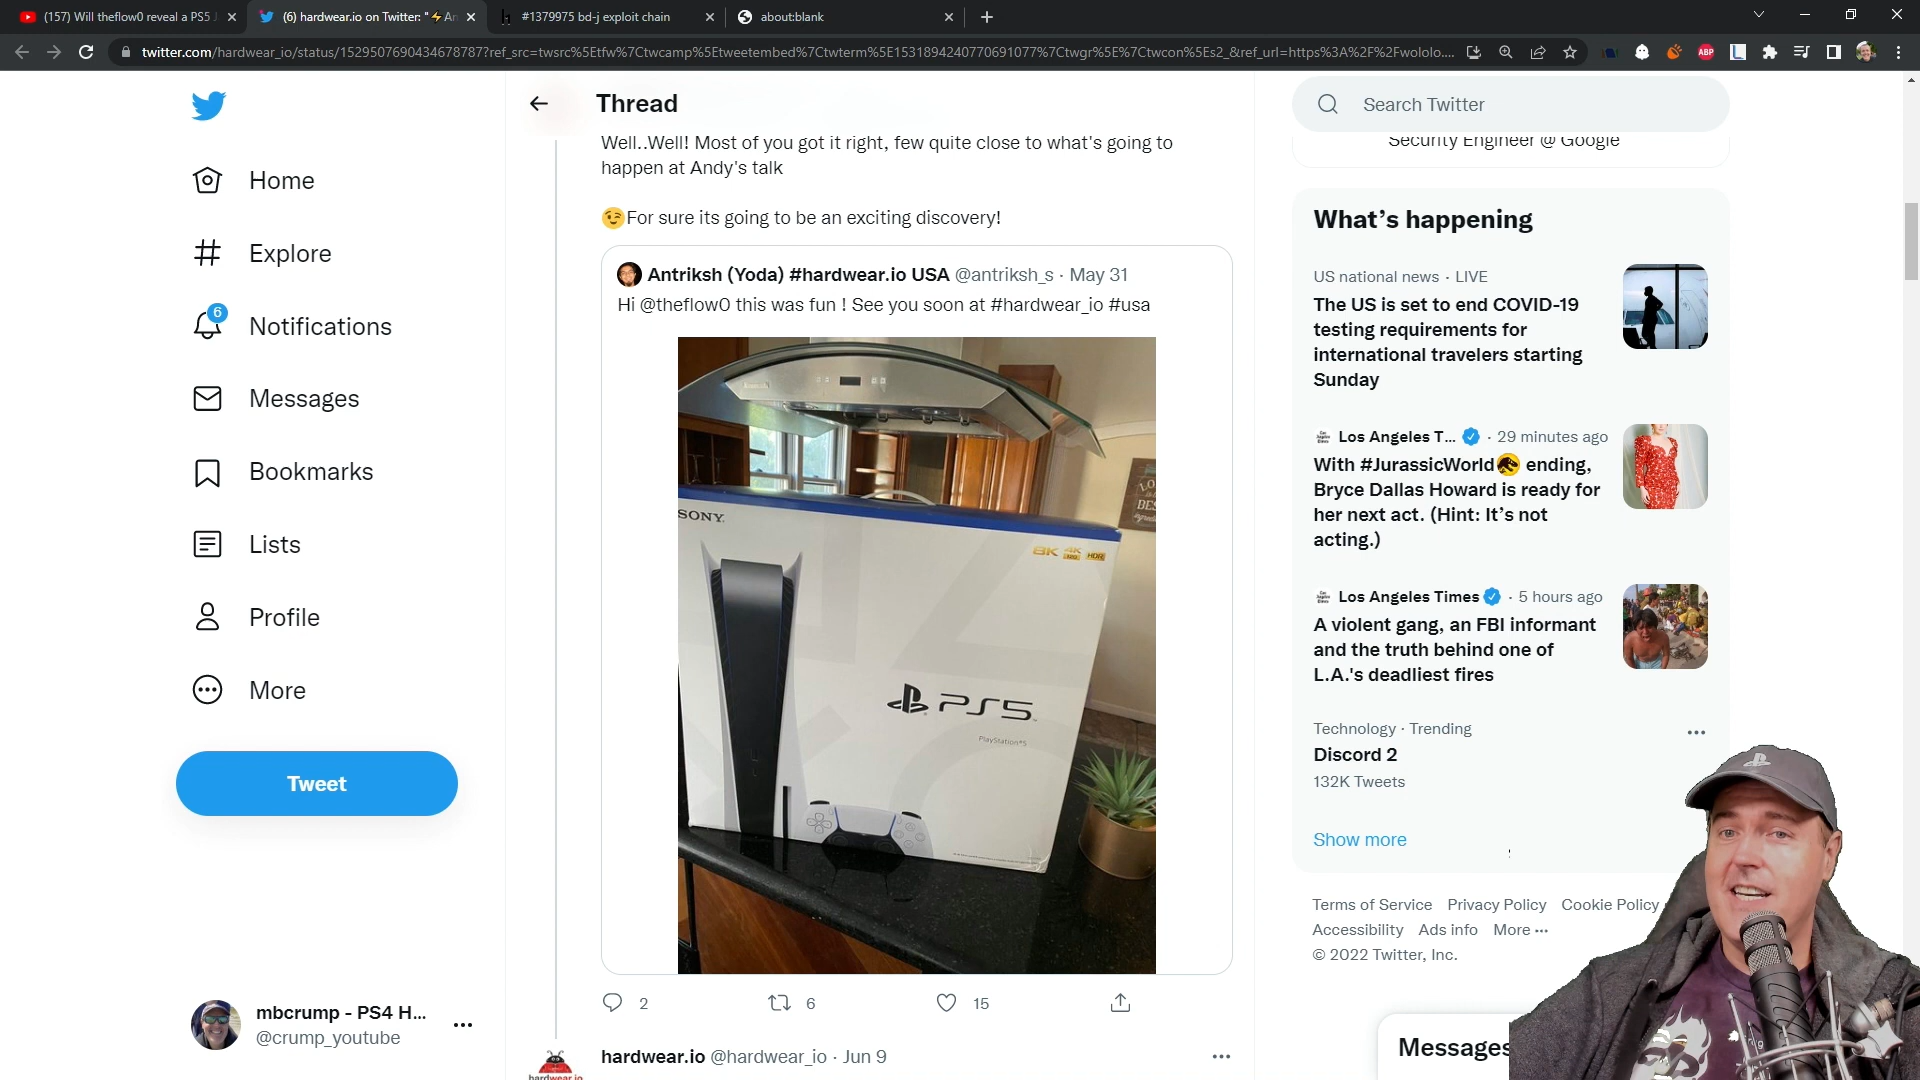 (157) Will theflow0 reveal a PS5 J
(6) hardwear.io on Twitter: "⚡An
#1379975 bd-j exploit chain
about:blank
twitter.com/hardwear_io/status/1529507690434678787?ref_src=twsrc%5Etfw%7Ctwcamp%5Etweetembed%7Ctwterm%5E1531894240770691077%7Ctwgr%5E%7Ctwcon%5Es2_&ref_url=https%3A%2F%2Fwololo....
ABP
Home
Explore
6
Notifications
Messages
Bookmarks
Lists
Profile
More
Tweet
mbcrump - PS4 H...
@crump_youtube
Thread
Well..Well! Most of you got it right, few quite close to what's going to
happen at Andy's talk
😉For sure its going to be an exciting discovery!
Antriksh (Yoda) #hardwear.io USA @antriksh_s · May 31
Hi @theflow0 this was fun ! See you soon at #hardwear_io #usa
SONY
8K 4K HDR
PS5
PlayStation®5
2
6
15
hardwear.io @hardwear_io · Jun 9
hardwear.io
Search Twitter
Security Engineer @ Google
What's happening
US national news · LIVE
The US is set to end COVID-19
testing requirements for
international travelers starting
Sunday
Los Angeles T... · 29 minutes ago
With #JurassicWorld ending,
Bryce Dallas Howard is ready for
her next act. (Hint: It's not
acting.)
Los Angeles Times · 5 hours ago
A violent gang, an FBI informant
and the truth behind one of
L.A.'s deadliest fires
Technology · Trending
Discord 2
132K Tweets
Show more
Terms of Service Privacy Policy Cookie Policy
Accessibility Ads info More ···
© 2022 Twitter, Inc.
Messages